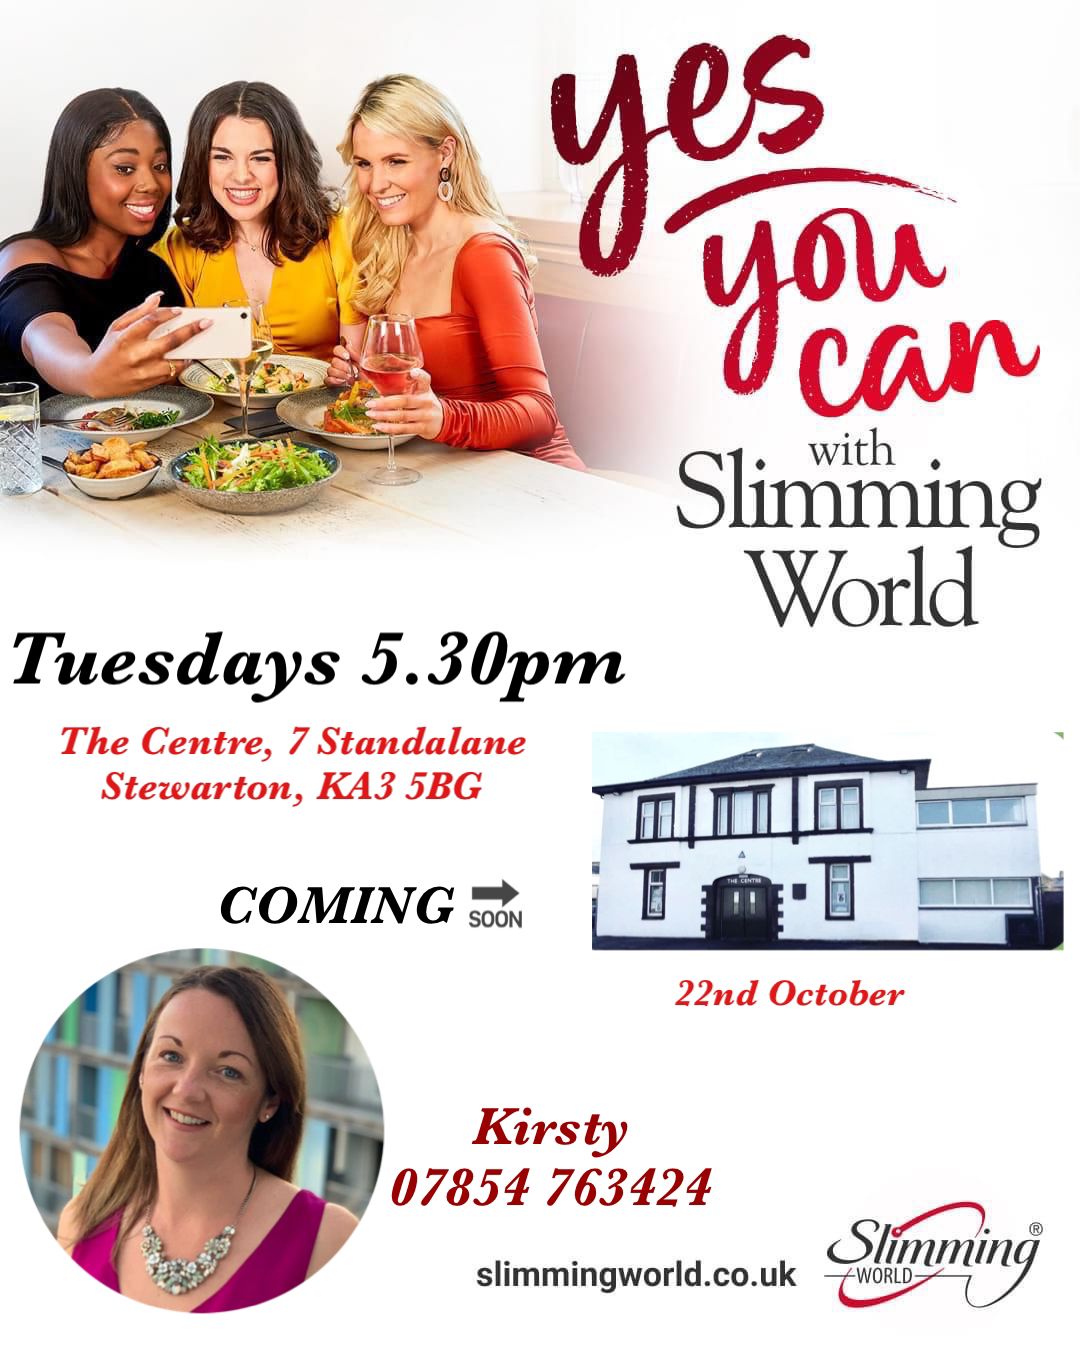 yes
you
can
with
Slimming
World
Tuesdays 5.30pm
The Centre, 7 Standalane
Stewarton, KA3 5BG
COMING
SOON
THE CENTRE
22nd October
Kirsty
07854 763424
slimmingworld.co.uk
Slimming®
WORLD